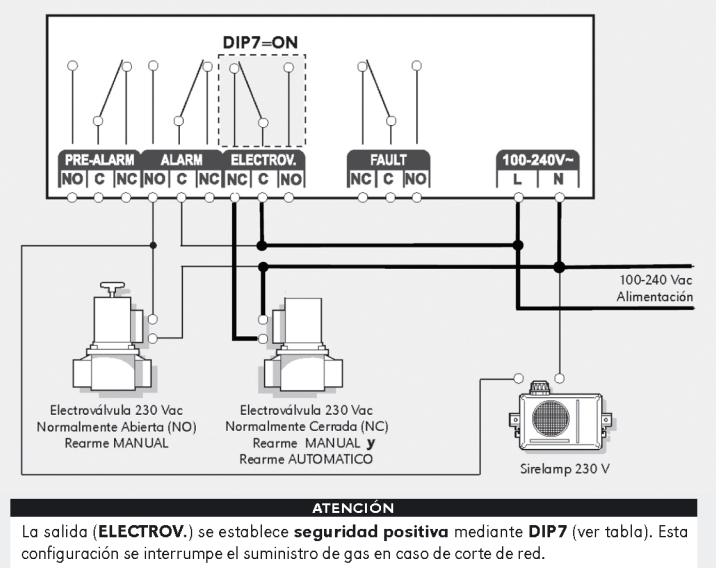 DIP7=ON
PRE-ALARM ALARM ELECTROV. FAULT 100-240V~
NO C NC NO C NC NC C NO NC C NO L N
100-240 Vac
Alimentación
Electroválvula 230 Vac
Normalmente Abierta (NO)
Rearme MANUAL
Electroválvula 230 Vac
Normalmente Cerrada (NC)
Rearme MANUAL y
Rearme AUTOMATICO
Sirelamp 230 V
ATENCIÓN
La salida (ELECTROV.) se establece seguridad positiva mediante DIP7 (ver tabla). Esta
configuración se interrumpe el suministro de gas en caso de corte de red.